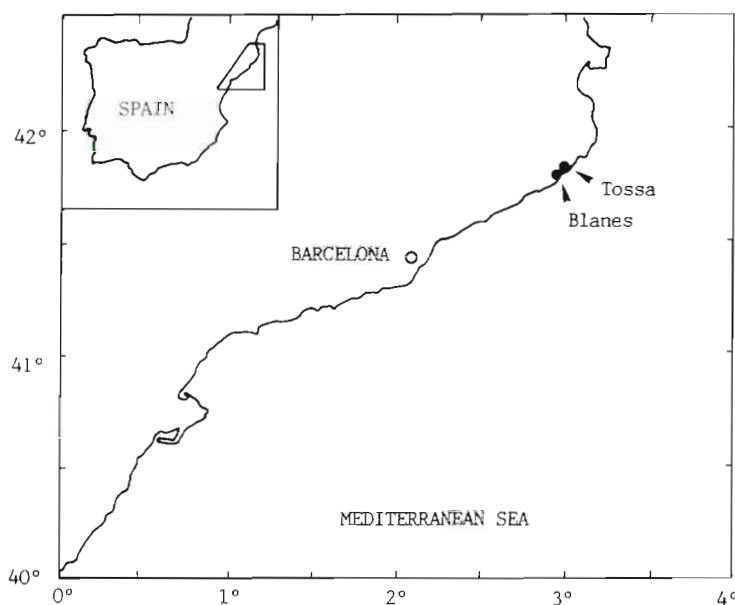 SPAIN
42°
Tossa
Blanes
BARCELONA
41°
MEDITERRANEAN SEA
40°
0° 1° 2° 3° 4°